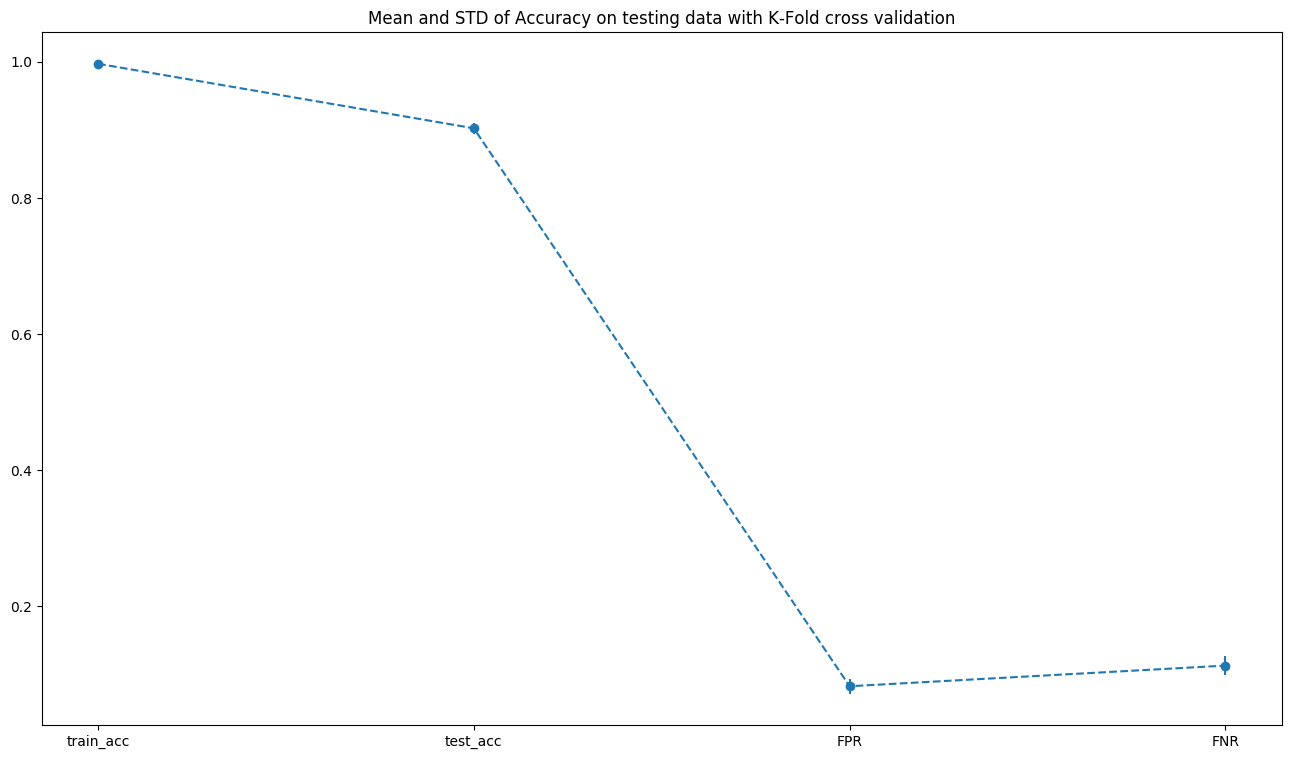 Mean and STD of Accuracy on testing data with K-Fold cross validation
1.0
0.8
0.6
0.4
0.2
train_acc test_acc FPR FNR